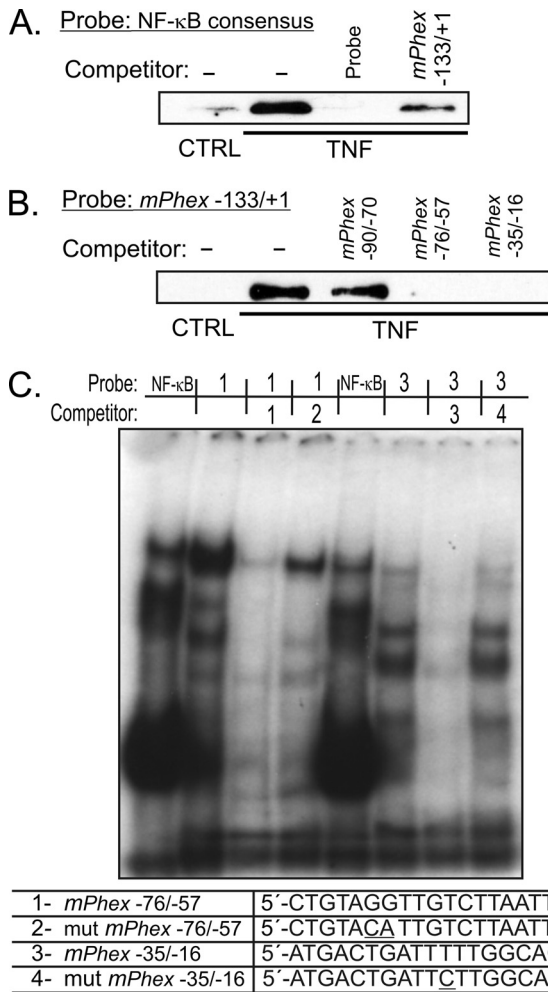 A. Probe: NF-κB consensus
Competitor: – – Probe mPhex -133/+1
CTRL TNF
B. Probe: mPhex -133/+1
Competitor: – – mPhex -90/-70 mPhex -76/-57 mPhex -35/-16
CTRL TNF
C. Probe: NF-κB 1 1 1 NF-κB 3 3 3
Competitor: 1 2 3 4
1- mPhex -76/-57 5´-CTGTAGGTTGTCTTAATT
2- mut mPhex -76/-57 5´-CTGTACATTGTCTTAATT
3- mPhex -35/-16 5´-ATGACTGATTTTTGGCA
4- mut mPhex -35/-16 5´-ATGACTGATTCTTGGCA